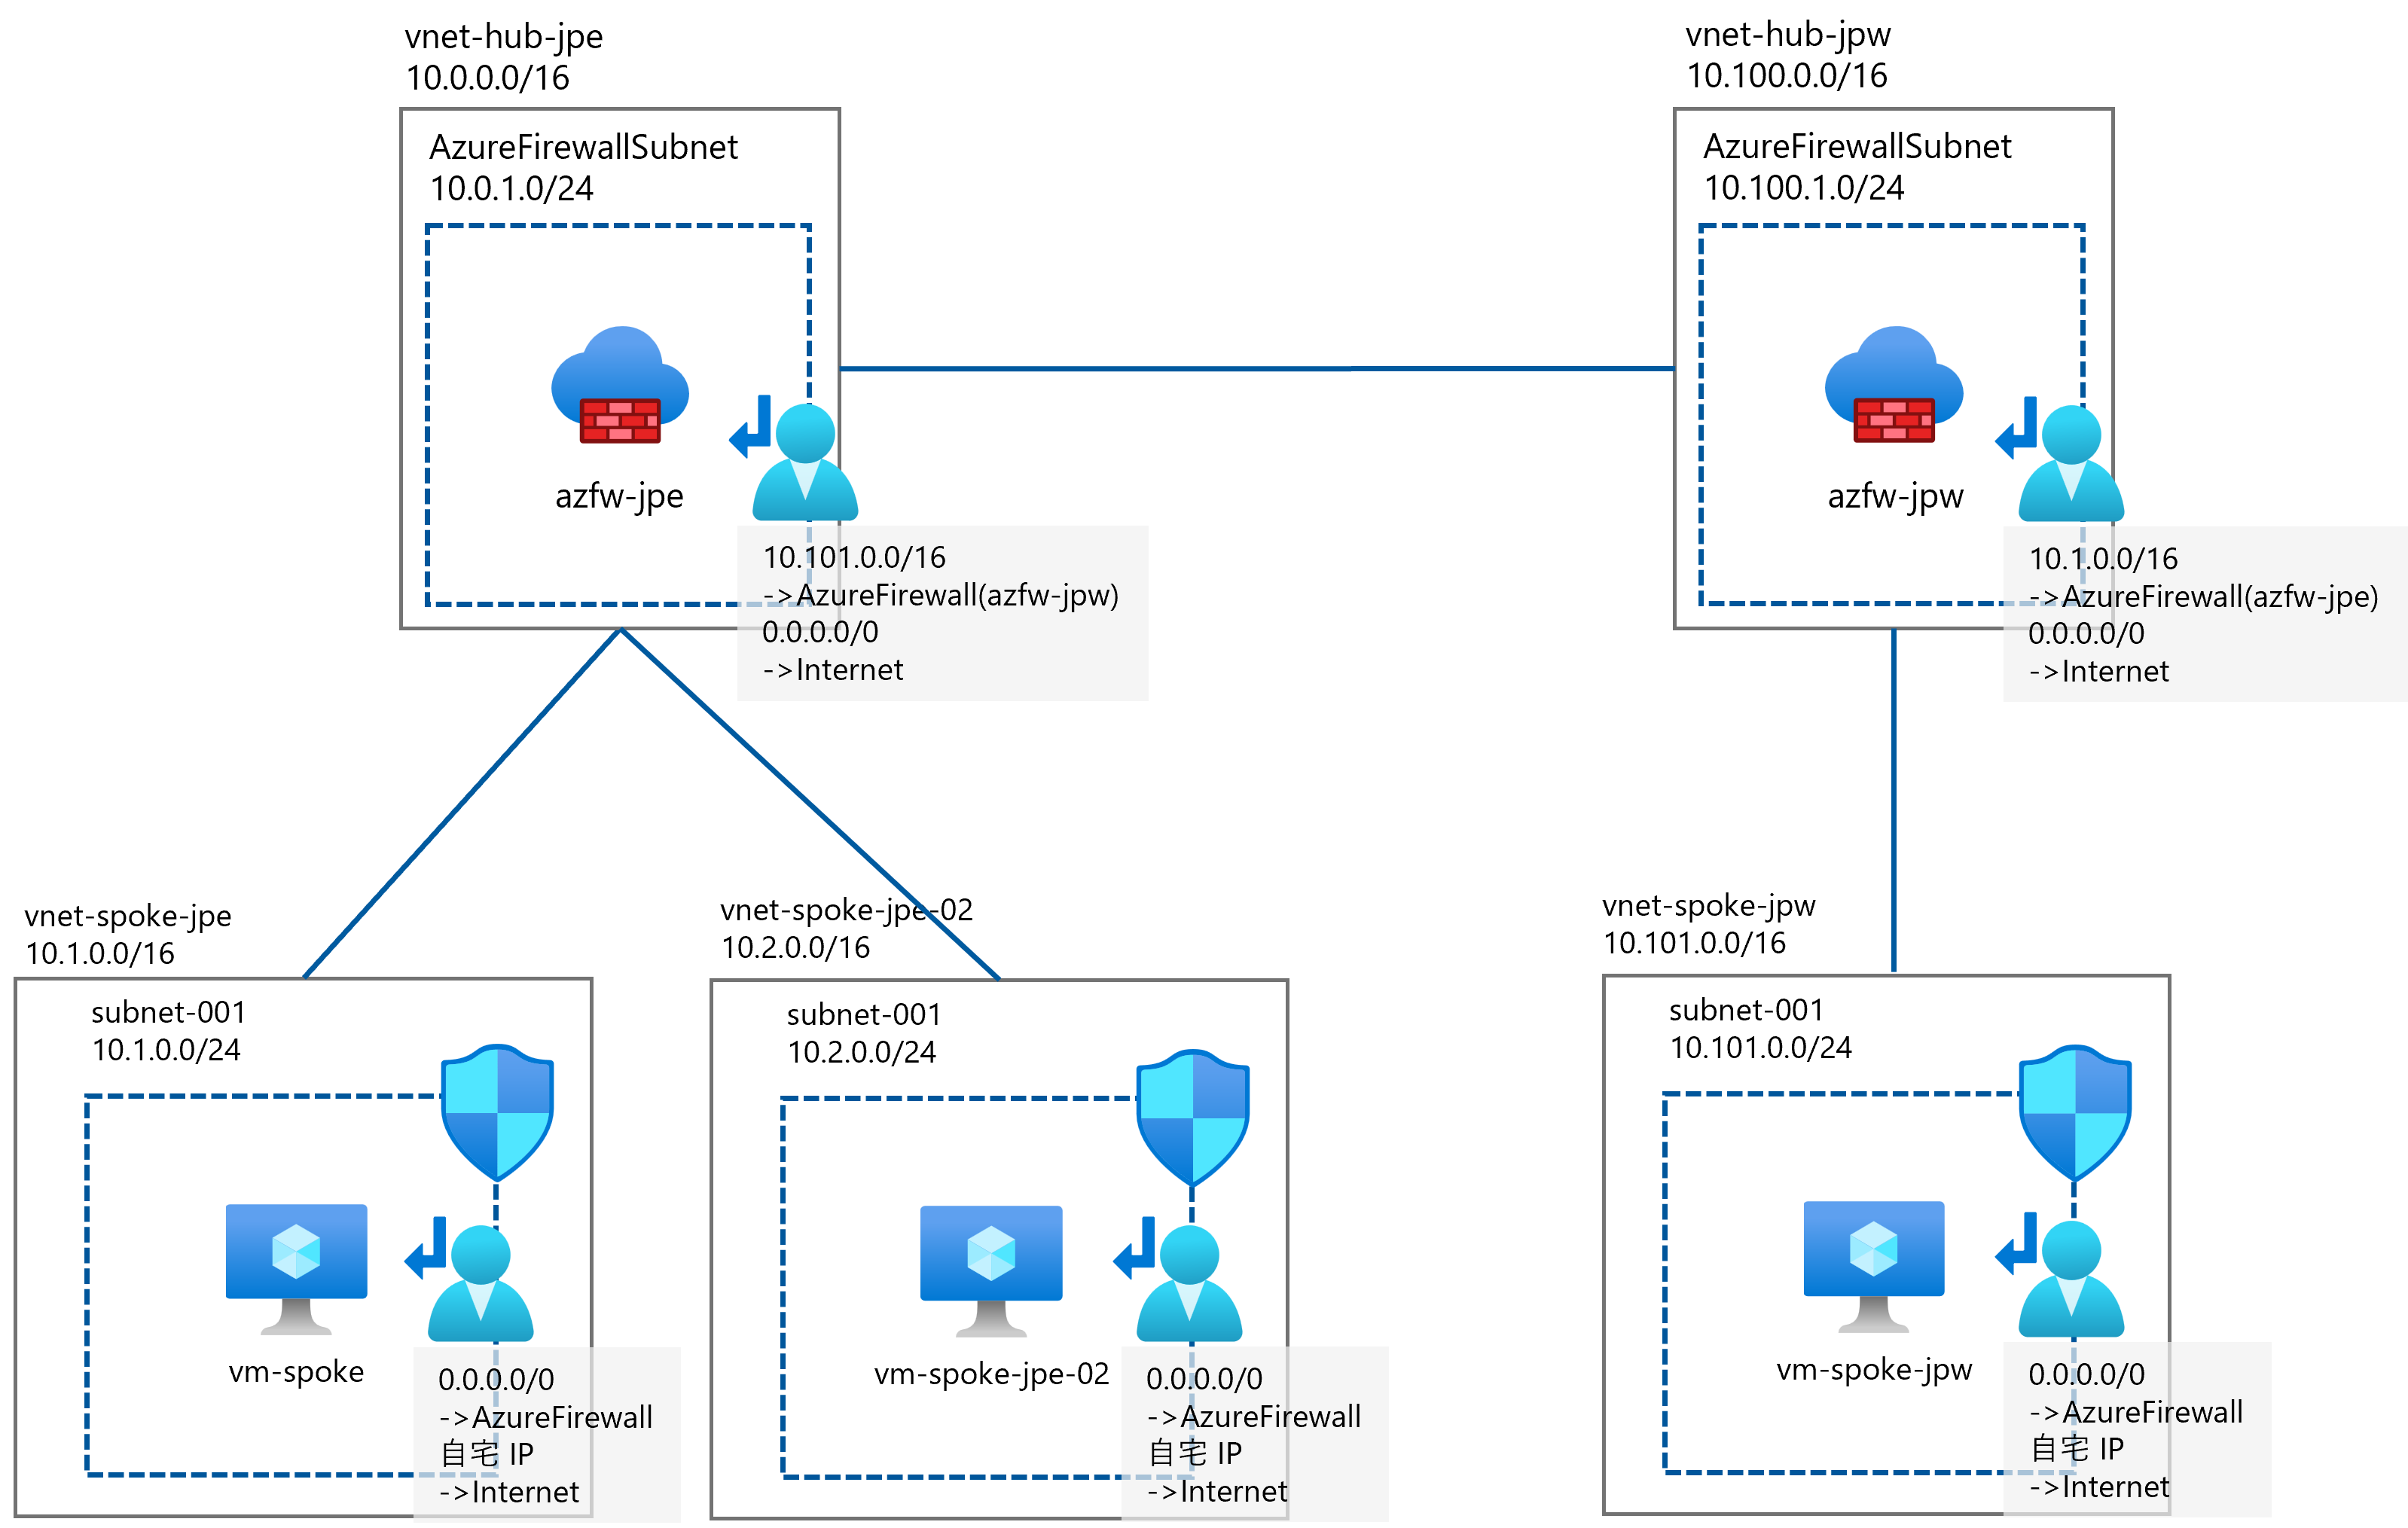 vnet-hub-jpe
10.0.0.0/16
AzureFirewallSubnet
10.0.1.0/24
azfw-jpe
10.101.0.0/16
->AzureFirewall(azfw-jpw)
0.0.0.0/0
->Internet
vnet-hub-jpw
10.100.0.0/16
AzureFirewallSubnet
10.100.1.0/24
azfw-jpw
10.1.0.0/16
->AzureFirewall(azfw-jpe)
0.0.0.0/0
->Internet
vnet-spoke-jpe
10.1.0.0/16
subnet-001
10.1.0.0/24
vm-spoke
0.0.0.0/0
->AzureFirewall
自宅 IP
->Internet
vnet-spoke-jpe-02
10.2.0.0/16
subnet-001
10.2.0.0/24
vm-spoke-jpe-02
0.0.0.0/0
->AzureFirewall
自宅 IP
->Internet
vnet-spoke-jpw
10.101.0.0/16
subnet-001
10.101.0.0/24
vm-spoke-jpw
0.0.0.0/0
->AzureFirewall
自宅 IP
->Internet